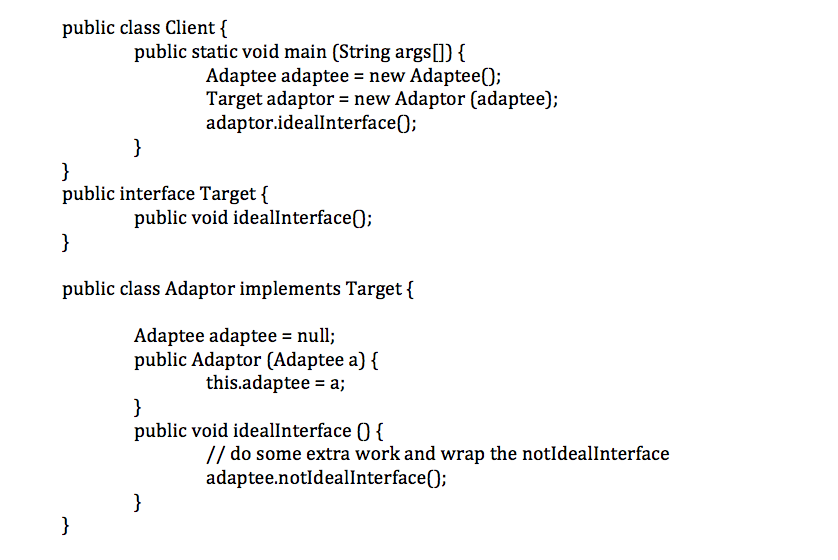 public class Client {
public static void main (String args[]) {
Adaptee adaptee = new Adaptee();
Target adaptor = new Adaptor (adaptee);
adaptor.idealInterface();
}
}
public interface Target {
public void idealInterface();
}
public class Adaptor implements Target {
Adaptee adaptee = null;
public Adaptor (Adaptee a) {
this.adaptee = a;
}
public void idealInterface () {
// do some extra work and wrap the notIdealInterface
adaptee.notIdealInterface();
}
}